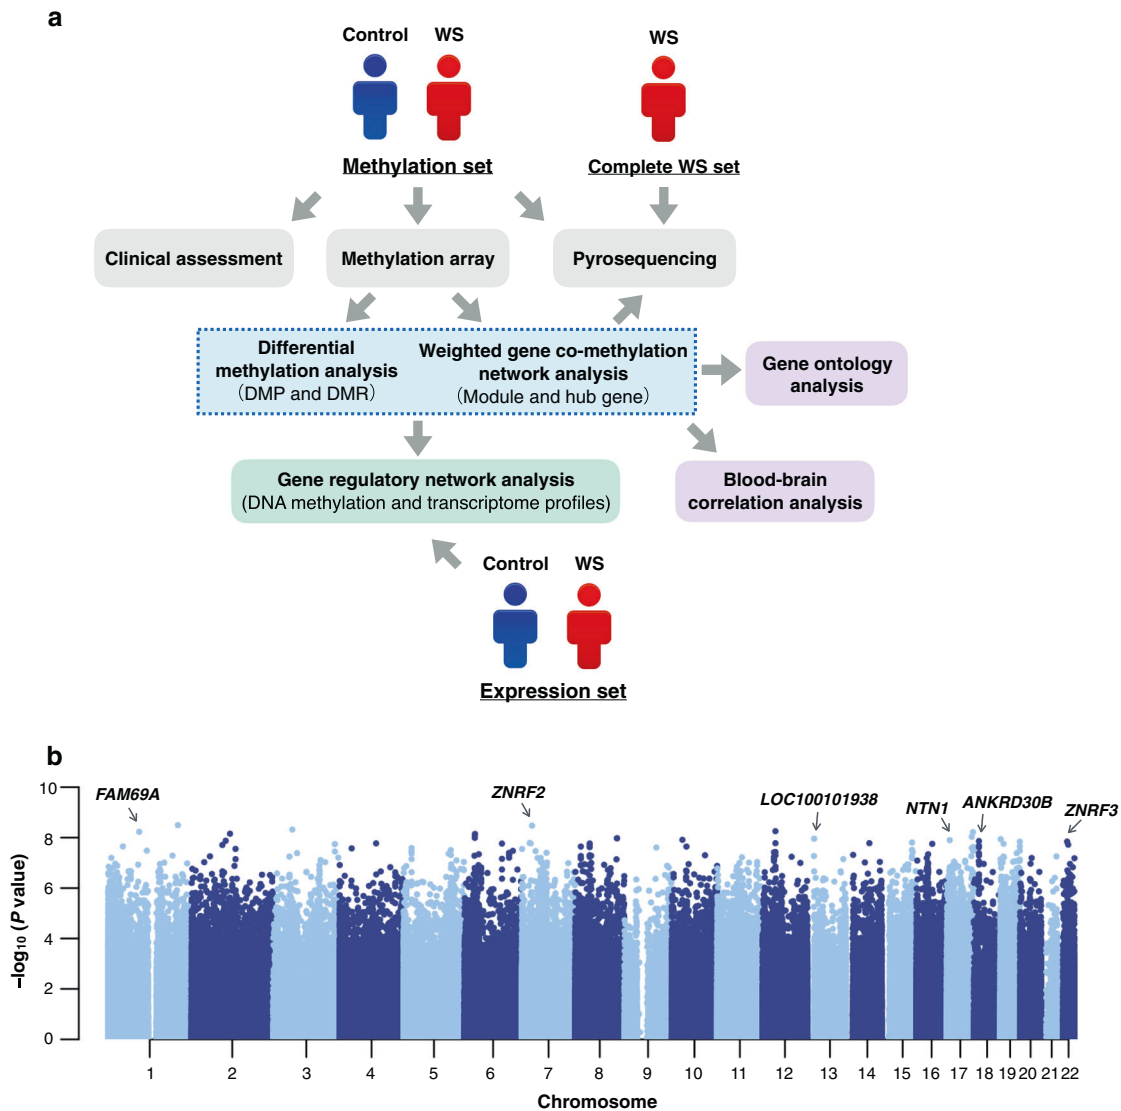 a
Control WS
WS
Methylation set
Complete WS set
Clinical assessment
Methylation array
Pyrosequencing
Differential
methylation analysis
(DMP and DMR)
Weighted gene co-methylation
network analysis
(Module and hub gene)
Gene ontology
analysis
Gene regulatory network analysis
(DNA methylation and transcriptome profiles)
Blood-brain
correlation analysis
Control WS
Expression set
b
FAM69A
ZNRF2
LOC100101938
NTN1
ANKRD30B
ZNRF3
–log10 (P value)
10
8
6
4
2
0
1 2 3 4 5 6 7 8 9 10 11 12 13 14 15 16 17 18 19 20 21 22
Chromosome